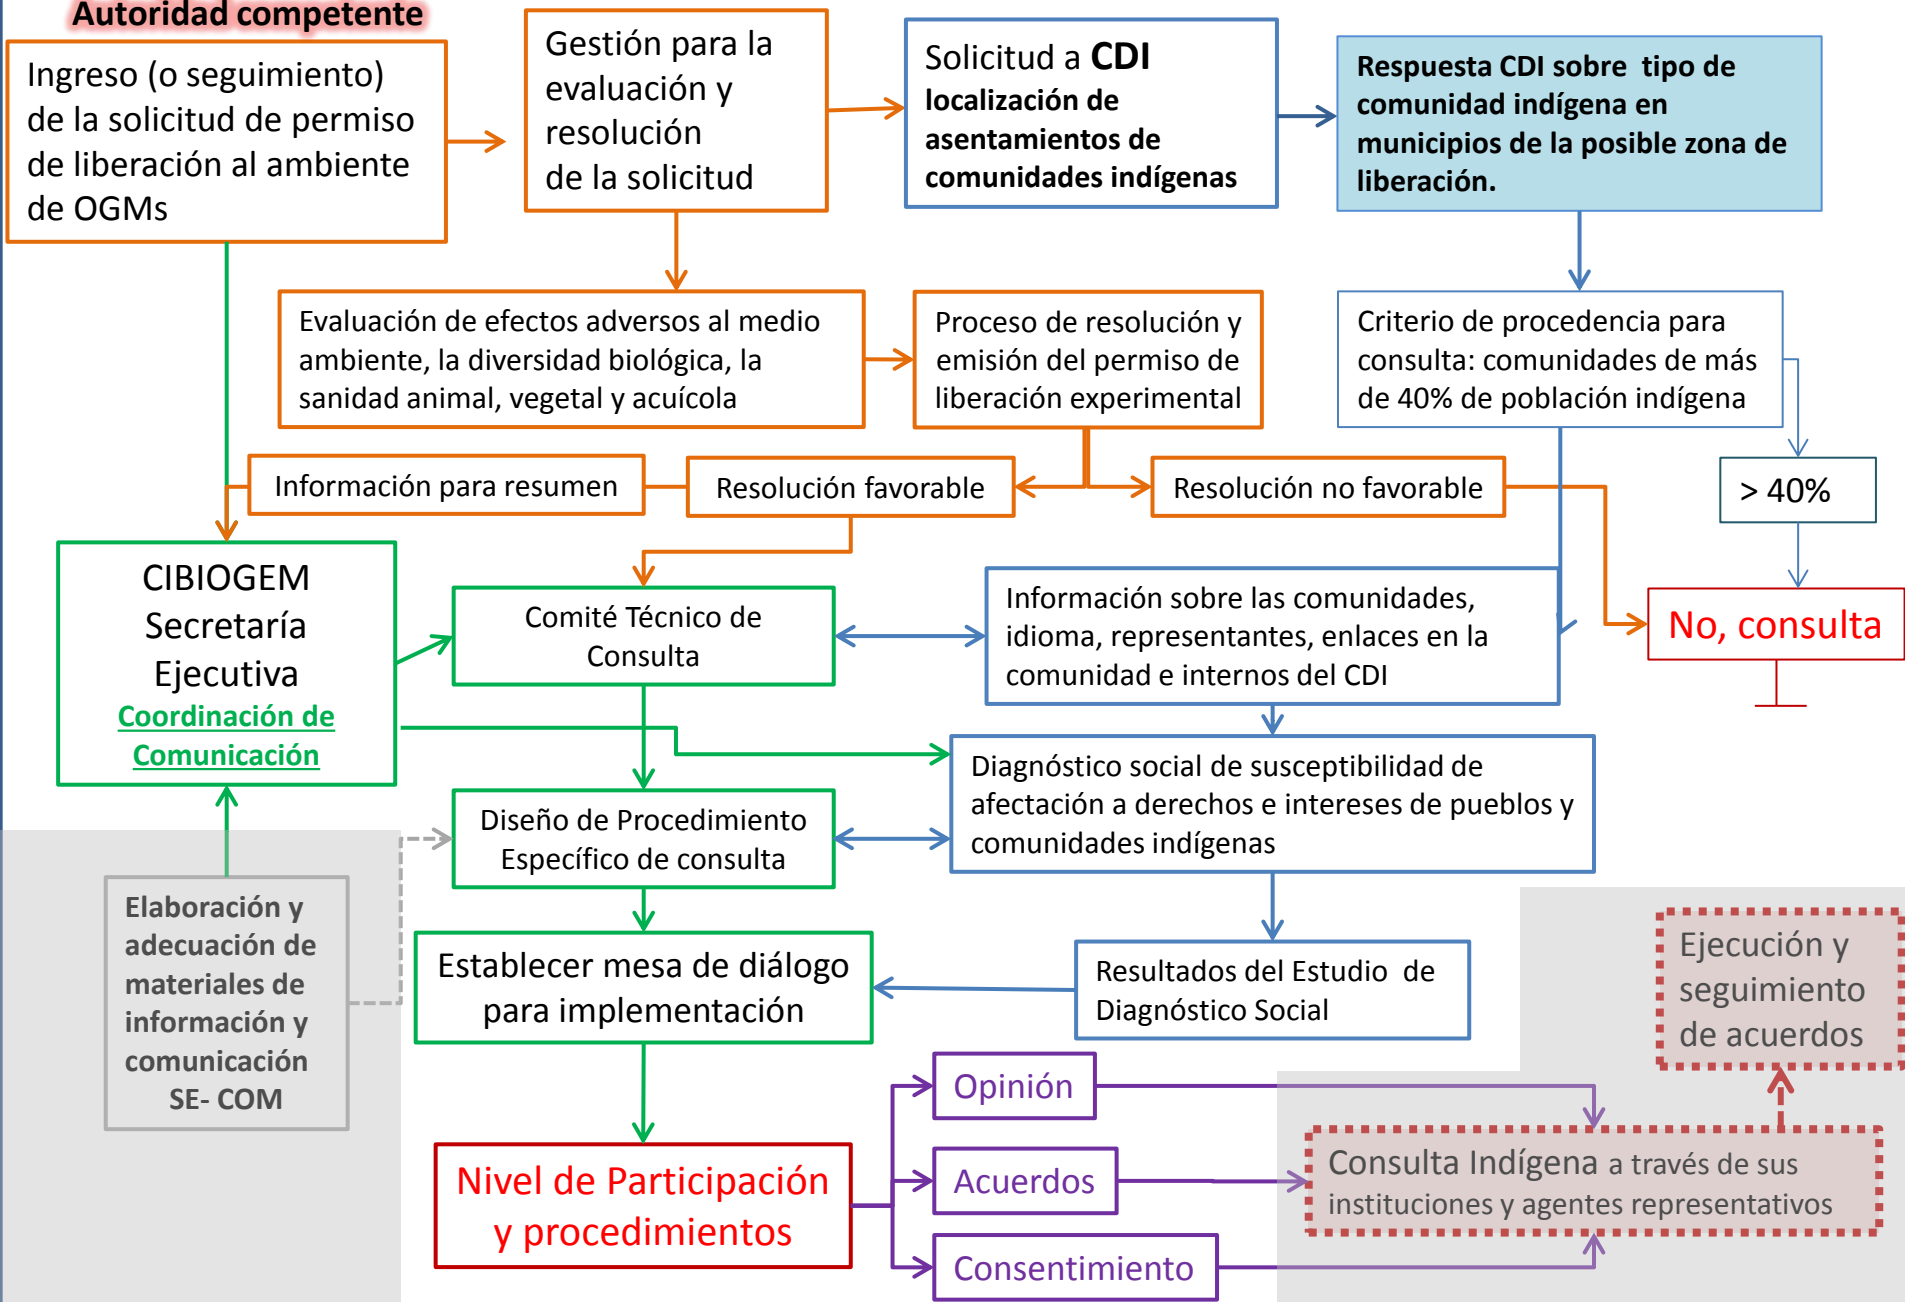 Autoridad competente
Ingreso (o seguimiento)
de la solicitud de permiso
de liberación al ambiente
de OGMs
Gestión para la
evaluación y
resolución
de la solicitud
Solicitud a CDI
localización de
asentamientos de
comunidades indígenas
Respuesta CDI sobre tipo de
comunidad indígena en
municipios de la posible zona de
liberación.
Evaluación de efectos adversos al medio
ambiente, la diversidad biológica, la
sanidad animal, vegetal y acuícola
Proceso de resolución y
emisión del permiso de
liberación experimental
Criterio de procedencia para
consulta: comunidades de más
de 40% de población indígena
Información para resumen
Resolución favorable
Resolución no favorable
> 40%
CIBIOGEM
Secretaría
Ejecutiva
Coordinación de
Comunicación
Comité Técnico de
Consulta
Información sobre las comunidades,
idioma, representantes, enlaces en la
comunidad e internos del CDI
No, consulta
Diagnóstico social de susceptibilidad de
afectación a derechos e intereses de pueblos y
comunidades indígenas
Diseño de Procedimiento
Específico de consulta
Elaboración y
adecuación de
materiales de
información y
comunicación
SE- COM
Establecer mesa de diálogo
para implementación
Resultados del Estudio de
Diagnóstico Social
Ejecución y
seguimiento
de acuerdos
Nivel de Participación
y procedimientos
Opinión
Acuerdos
Consentimiento
Consulta Indígena a través de sus
instituciones y agentes representativos